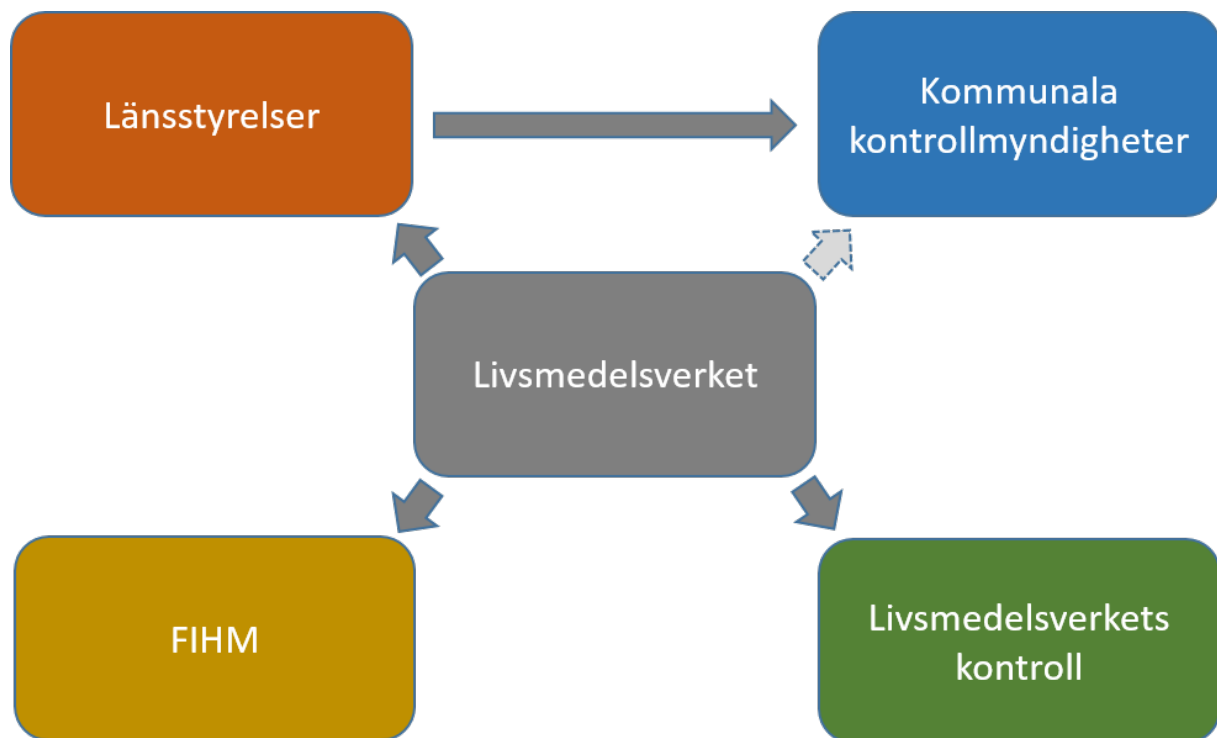 Länsstyrelser
Kommunala
kontrollmyndigheter
Livsmedelsverket
FIHM
Livsmedelsverkets
kontroll